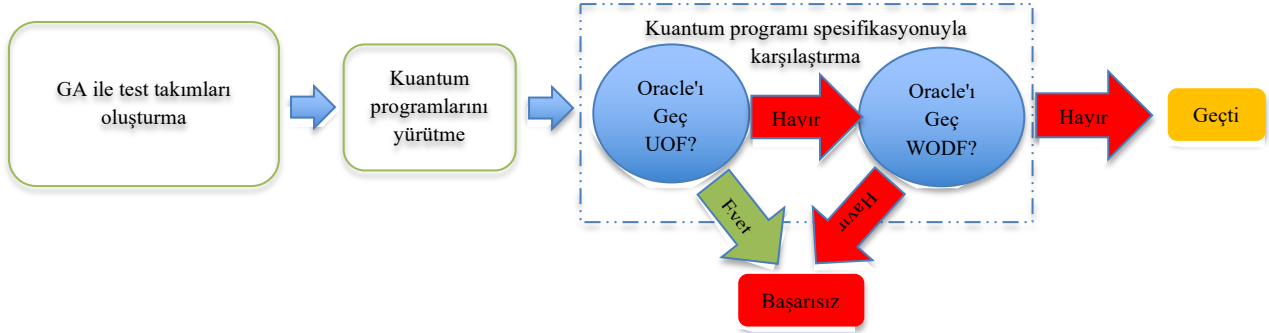 Kuantum programı spesifikasyonuyla
karşılaştırma
GA ile test takımları
oluşturma
Kuantum
programlarını
yürütme
Oracle'ı
Geç
UOF?
Hayır
Oracle'ı
Geç
WODF?
Hayır
Geçti
Evet
Hayır
Başarısız